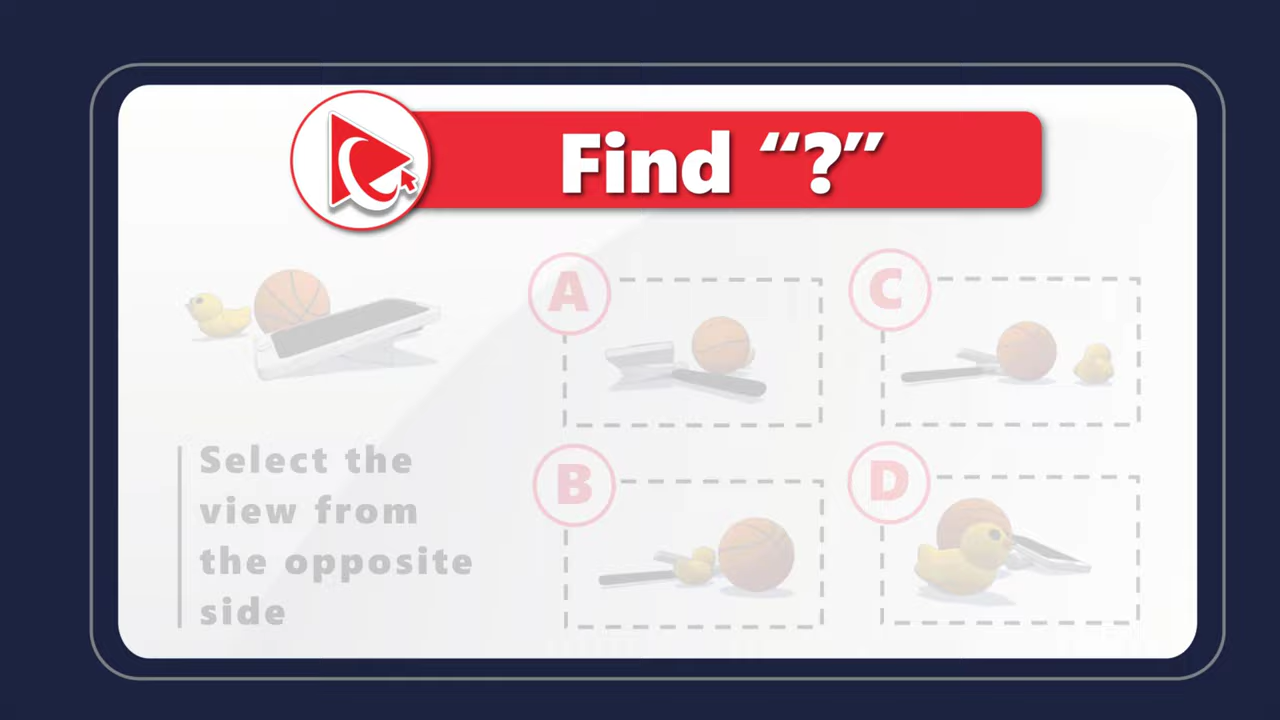 Find “?”
A
C
Select the
view from
the opposite
side
B
D